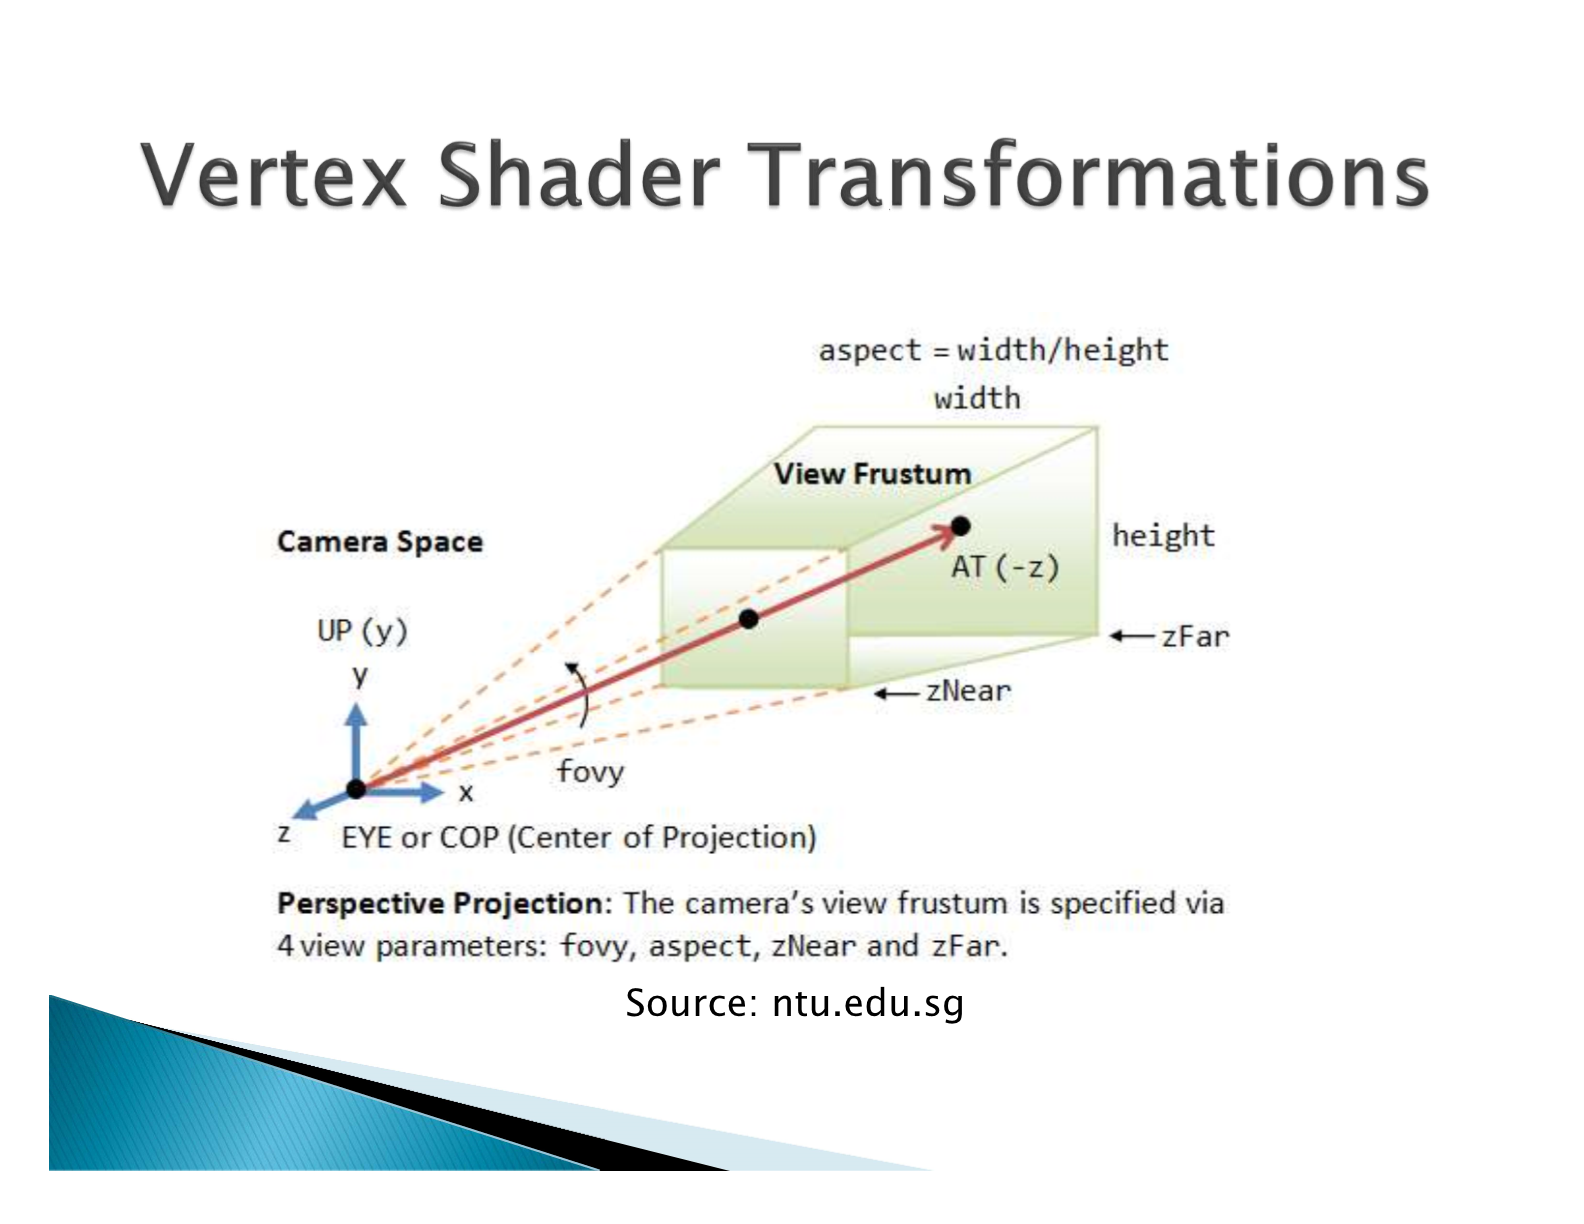 Vertex Shader Transformations
aspect = width/height
width
View Frustum
Camera Space
height
AT (-z)
UP (y)
zFar
y
zNear
fovy
x
z
EYE or COP (Center of Projection)
Perspective Projection: The camera's view frustum is specified via
4 view parameters: fovy, aspect, zNear and zFar.
Source: ntu.edu.sg